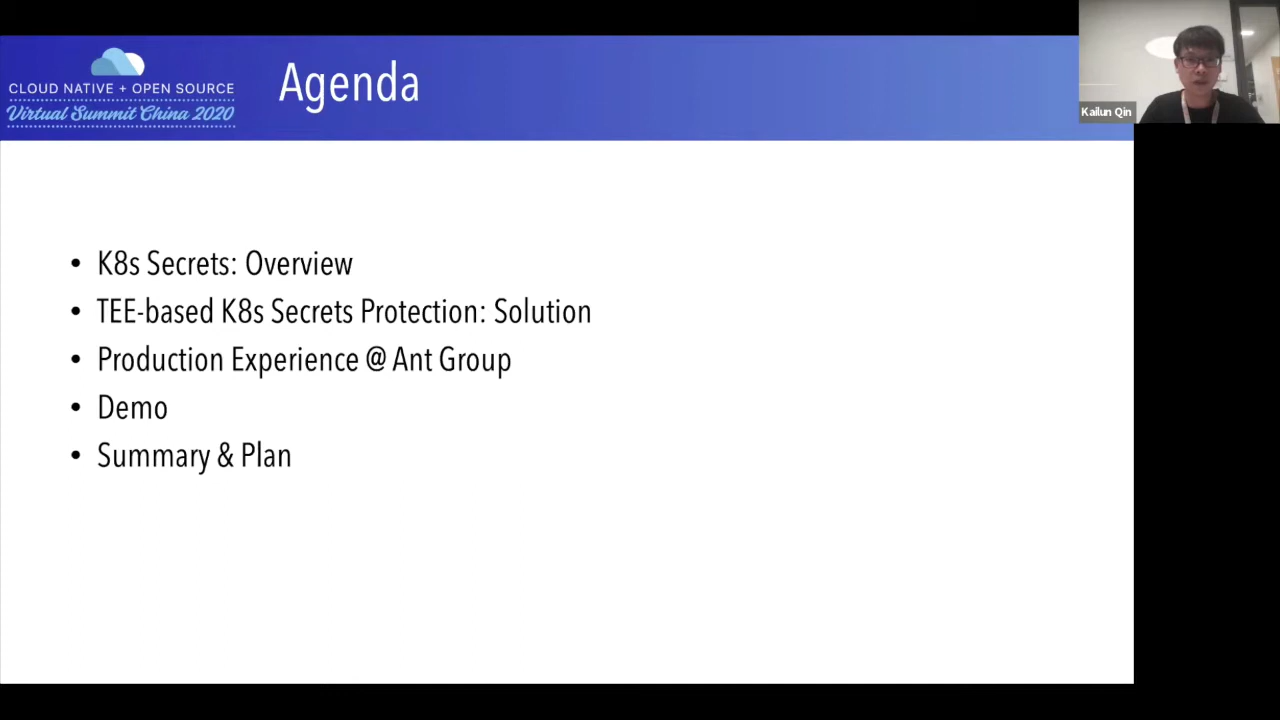 CLOUD NATIVE + OPEN SOURCE
Virtual Summit China 2020
Agenda
Kailun Qin
• K8s Secrets: Overview
• TEE-based K8s Secrets Protection: Solution
• Production Experience @ Ant Group
• Demo
• Summary & Plan